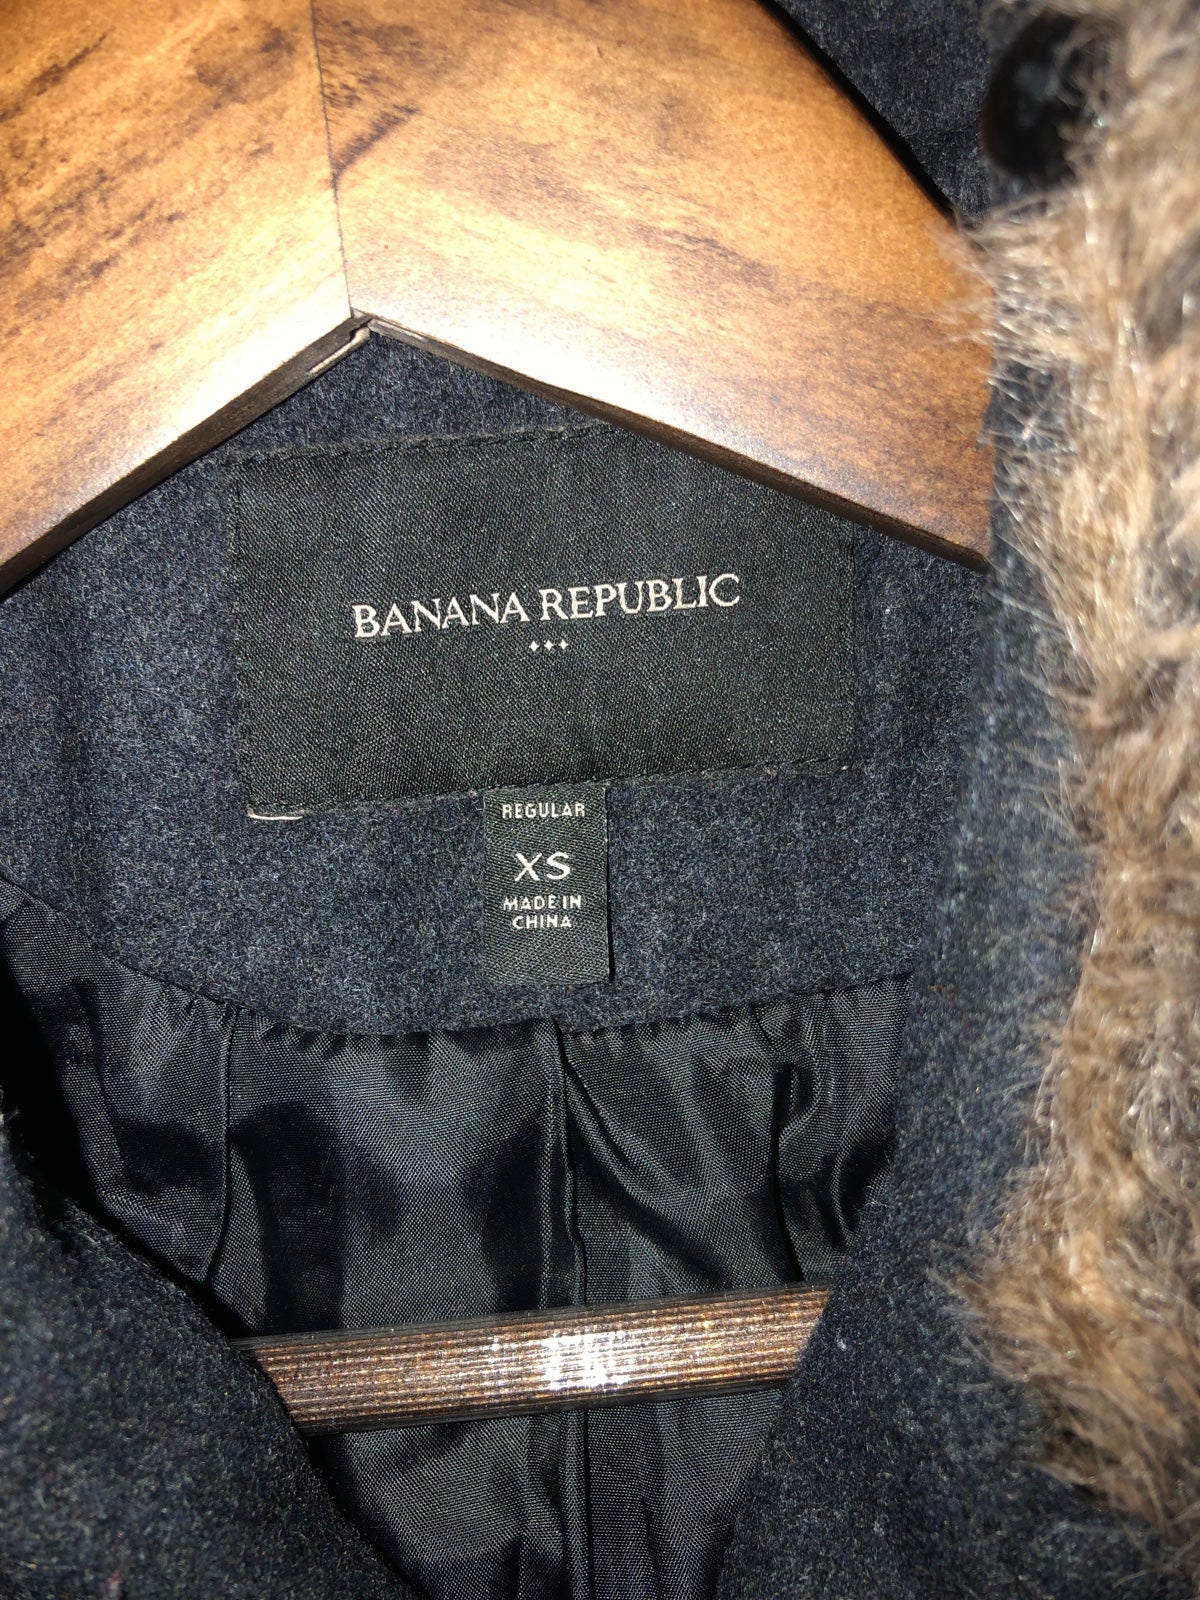 BANANA REPUBLIC
REGULAR
XS
MADE IN
CHINA